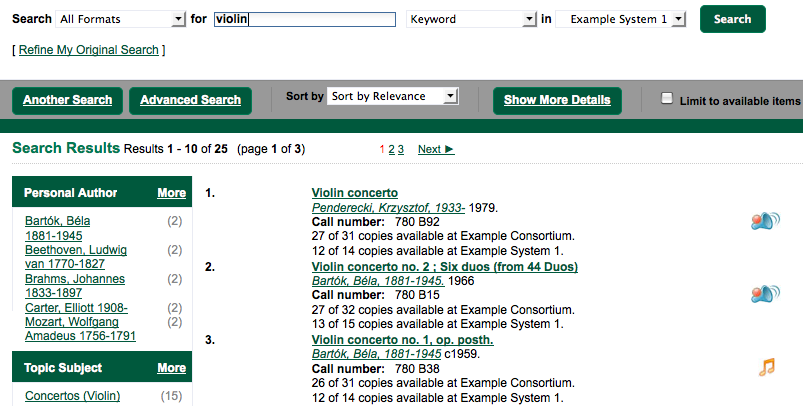 Search All Formats for violin Keyword in Example System 1 Search
[ Refine My Original Search ]
Another Search Advanced Search Sort by Sort by Relevance Show More Details Limit to available items
Search Results Results 1 - 10 of 25 (page 1 of 3) 1 2 3 Next ►
Personal Author More
Bartók, Béla (2)
1881-1945
Beethoven, Ludwig (2)
van 1770-1827
Brahms, Johannes (2)
1833-1897
Carter, Elliott 1908- (2)
Mozart, Wolfgang (2)
Amadeus 1756-1791
Topic Subject More
Concertos (Violin) (15)
1. Violin concerto
Penderecki, Krzysztof, 1933- 1979.
Call number: 780 B92
27 of 31 copies available at Example Consortium.
12 of 14 copies available at Example System 1.
2. Violin concerto no. 2 ; Six duos (from 44 Duos)
Bartók, Béla, 1881-1945. 1966
Call number: 780 B15
27 of 32 copies available at Example Consortium.
13 of 15 copies available at Example System 1.
3. Violin concerto no. 1, op. posth.
Bartók, Béla, 1881-1945 c1959.
Call number: 780 B38
26 of 31 copies available at Example Consortium.
12 of 14 copies available at Example System 1.